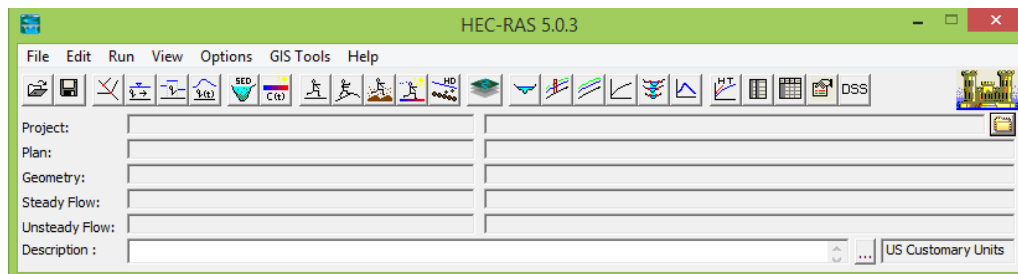 HEC-RAS 5.0.3
File Edit Run View Options GIS Tools Help
SED C(t) HD HT DSS
Project:
Plan:
Geometry:
Steady Flow:
Unsteady Flow:
Description : ... US Customary Units